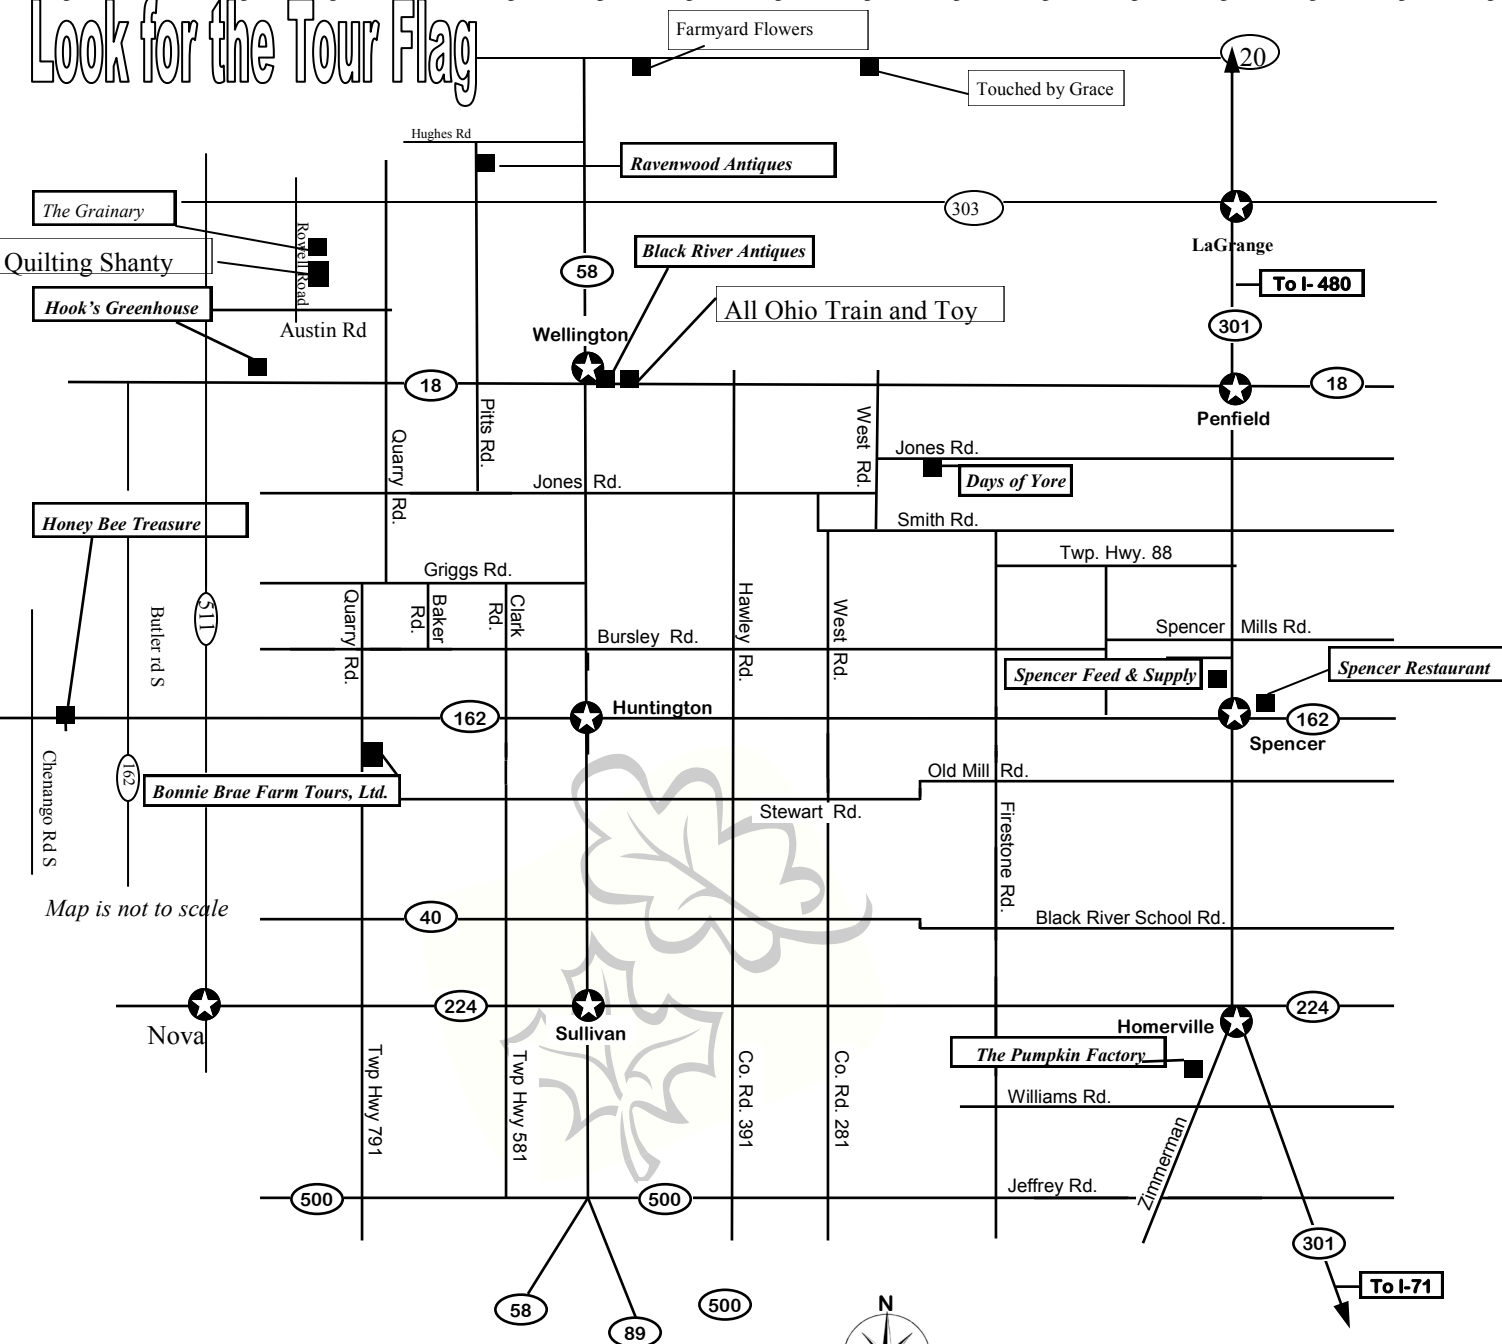 Look for the Tour Flag
Farmyard Flowers
20
Touched by Grace
Hughes Rd
Ravenwood Antiques
The Grainary
303
Rowell Road
LaGrange
Quilting Shanty
Black River Antiques
58
To I- 480
Hook's Greenhouse
All Ohio Train and Toy
Austin Rd
Wellington
301
18
18
Penfield
Pitts Rd.
West Rd.
Quarry Rd.
Jones Rd.
Jones Rd.
Days of Yore
Honey Bee Treasure
Smith Rd.
Twp. Hwy. 88
Griggs Rd.
511
Butler rd S
Quarry Rd.
Baker
Rd.
Clark
Rd.
Hawley Rd.
West Rd.
Bursley Rd.
Spencer Mills Rd.
Spencer Feed & Supply
Spencer Restaurant
162
Huntington
162
Spencer
Chenango Rd S
162
Bonnie Brae Farm Tours, Ltd.
Old Mill Rd.
Stewart Rd.
Firestone Rd.
Map is not to scale
40
Black River School Rd.
224
224
Nova
Sullivan
Homerville
The Pumpkin Factory
Twp Hwy 791
Twp Hwy 581
Co. Rd. 391
Co. Rd. 281
Williams Rd.
Zimmerman
500
500
Jeffrey Rd.
301
To I-71
58
500
89
N